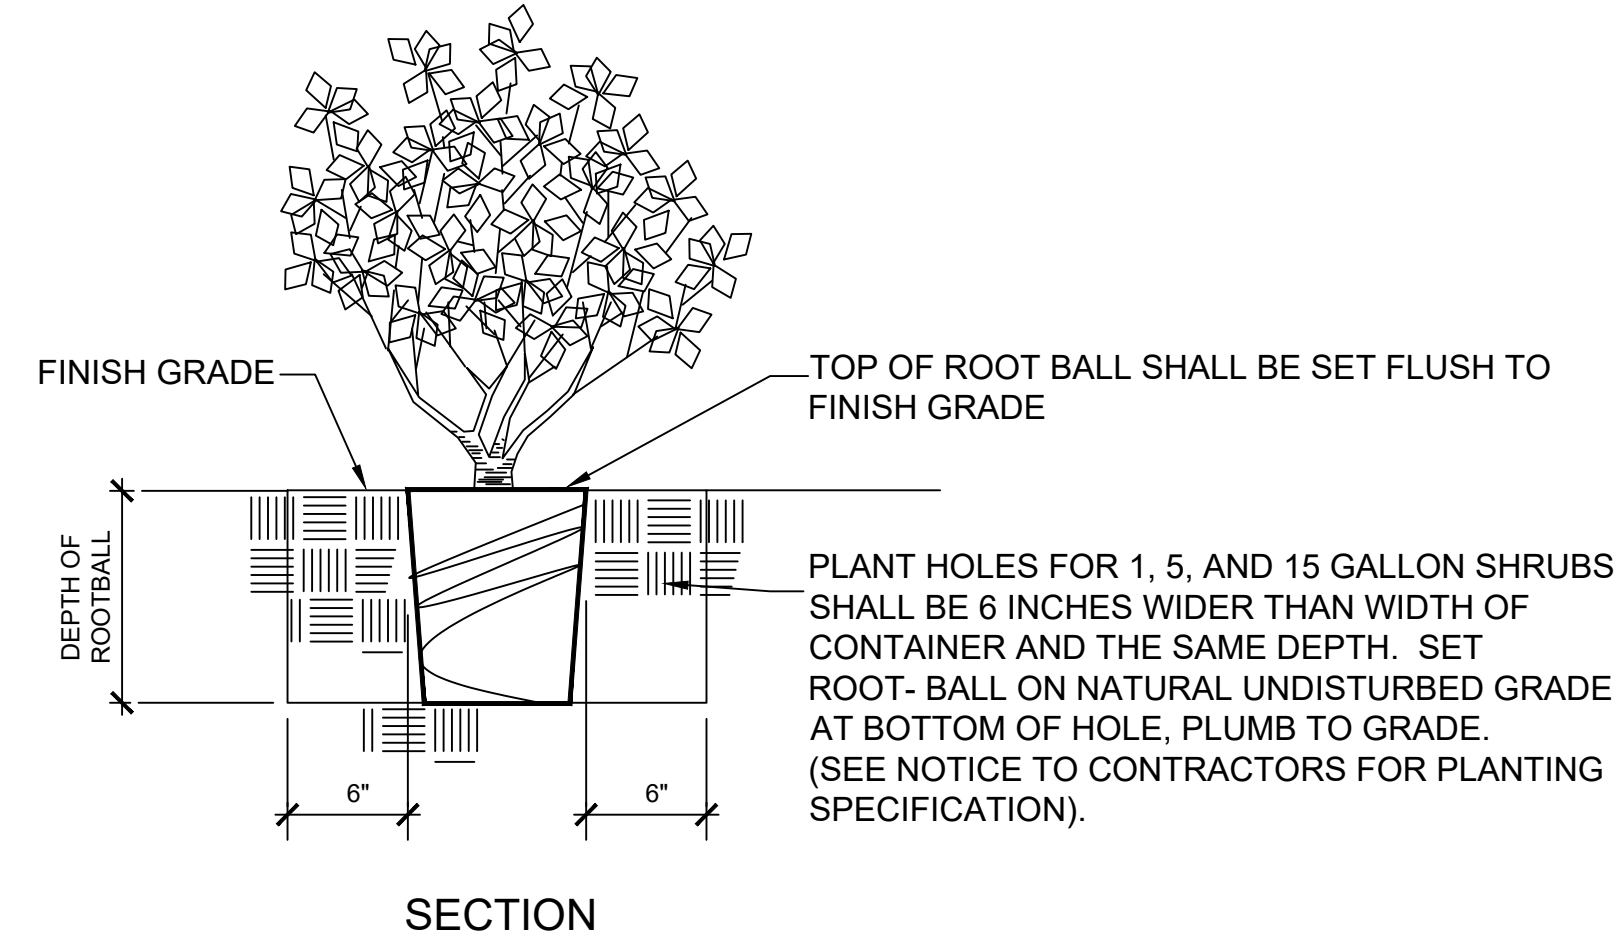 FINISH GRADE
TOP OF ROOT BALL SHALL BE SET FLUSH TO
FINISH GRADE
DEPTH OF
ROOTBALL
PLANT HOLES FOR 1, 5, AND 15 GALLON SHRUBS
SHALL BE 6 INCHES WIDER THAN WIDTH OF
CONTAINER AND THE SAME DEPTH.  SET
ROOT- BALL ON NATURAL UNDISTURBED GRADE
AT BOTTOM OF HOLE, PLUMB TO GRADE.
(SEE NOTICE TO CONTRACTORS FOR PLANTING
SPECIFICATION).
6"
6"
SECTION